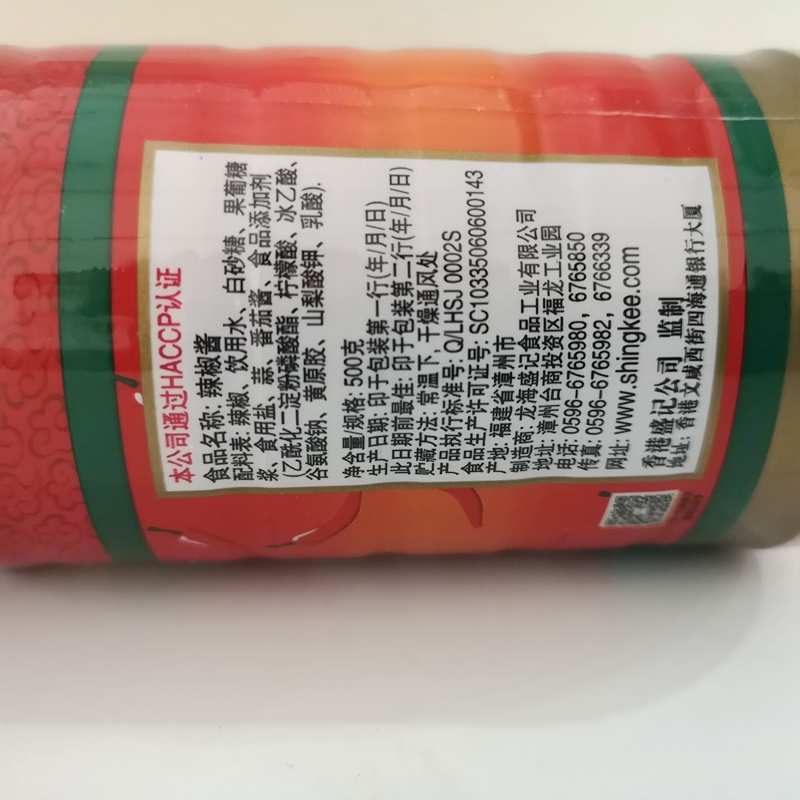 本公司通过HACCP认证
食品名称: 辣椒酱
配料表: 辣椒、饮用水、白砂糖、果葡糖
浆、食用盐、蒜、番茄酱、食品添加剂
(乙酰化二淀粉磷酸酯、柠檬酸、冰乙酸、
谷氨酸钠、黄原胶、山梨酸钾、乳酸).
净含量/规格: 500克
生产日期: 印于包装第一行(年/月/日)
此日期前最佳: 印于包装第二行(年/月/日)
贮藏方法: 常温下, 干燥通风处
产品执行标准号: Q/LHSJ 0002S
食品生产许可证号: SC10335060600143
产地: 福建省漳州市
制造商: 龙海盛记食品工业有限公司
地址: 漳州台商投资区福龙工业园
电话: 0596-6765980, 6765850
传真: 0596-6765982, 6766339
网址: www.shingkee.com
香港盛记公司 监制
地址: 香港文咸西街四海通银行大厦